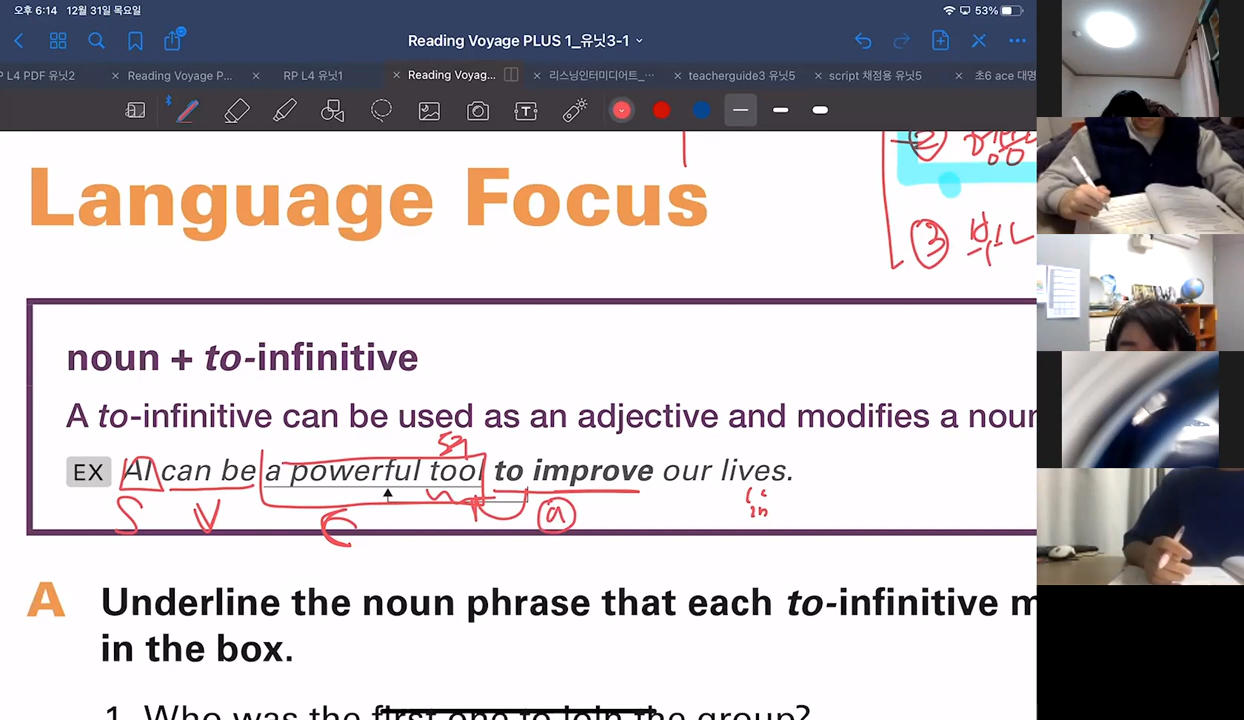 오후 6:14 12월 31일 목요일
53%
Reading Voyage PLUS 1_유닛3-1
P L4 PDF 유닛2
Reading Voyage P...
RP L4 유닛1
Reading Voyag...
리스닝인터미디어트_...
teacherguide3 유닛5
script 채점용 유닛5
초6 ace 대명
②
③ 부사
Language Focus
noun + to-infinitive
A to-infinitive can be used as an adjective and modifies a noun
EX AI can be a powerful tool to improve our lives.
S V C a
A Underline the noun phrase that each to-infinitive m
in the box.
1. Who was the first one to join the group?